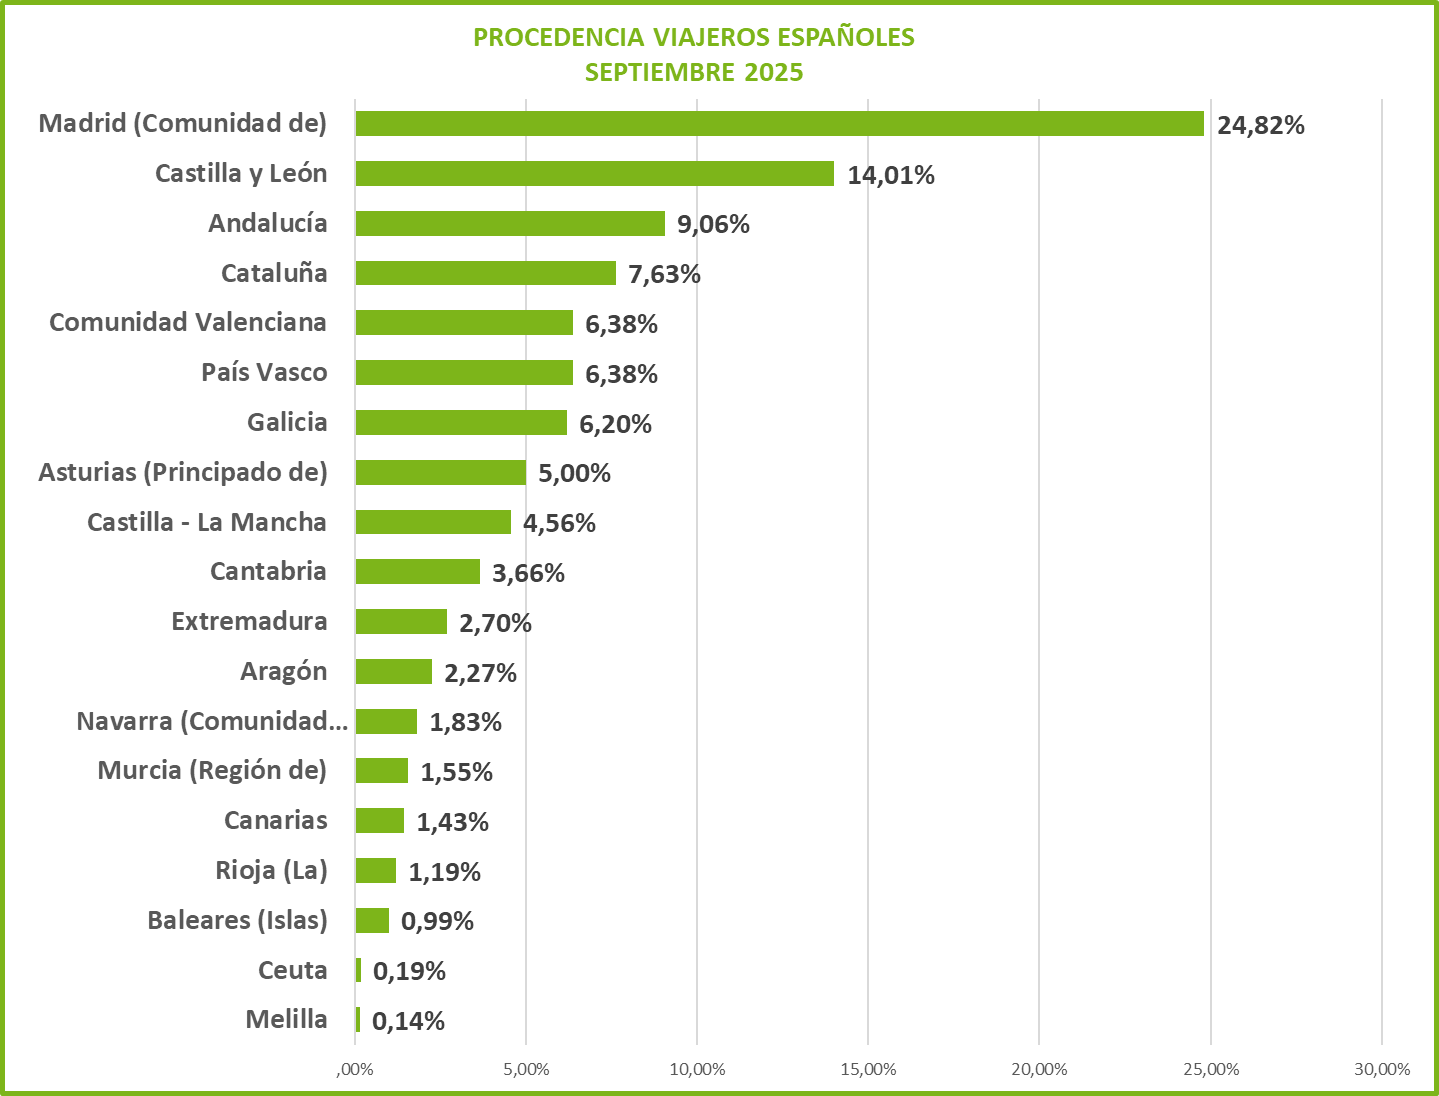 PROCEDENCIA VIAJEROS ESPAÑOLES
SEPTIEMBRE 2025
Madrid (Comunidad de) 24,82%
Castilla y León 14,01%
Andalucía 9,06%
Cataluña 7,63%
Comunidad Valenciana 6,38%
País Vasco 6,38%
Galicia 6,20%
Asturias (Principado de) 5,00%
Castilla - La Mancha 4,56%
Cantabria 3,66%
Extremadura 2,70%
Aragón 2,27%
Navarra (Comunidad... 1,83%
Murcia (Región de) 1,55%
Canarias 1,43%
Rioja (La) 1,19%
Baleares (Islas) 0,99%
Ceuta 0,19%
Melilla 0,14%
,00% 5,00% 10,00% 15,00% 20,00% 25,00% 30,00%